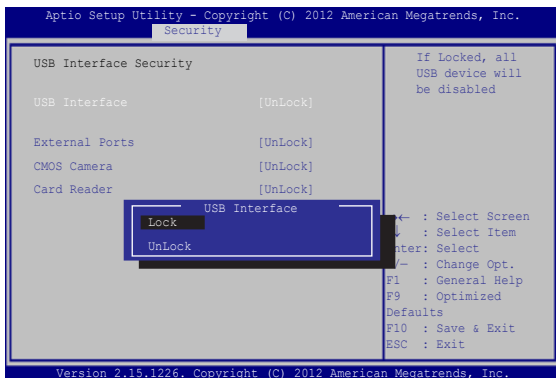 Aptio Setup Utility - Copyright (C) 2012 American Megatrends, Inc.
Security
USB Interface Security
USB Interface [UnLock]
External Ports [UnLock]
CMOS Camera [UnLock]
Card Reader [UnLock]
USB Interface
Lock
UnLock
If Locked, all
USB device will
be disabled
← : Select Screen
↓ : Select Item
nter: Select
/— : Change Opt.
F1 : General Help
F9 : Optimized
Defaults
F10 : Save & Exit
ESC : Exit
Version 2.15.1226. Copyright (C) 2012 American Megatrends, Inc.